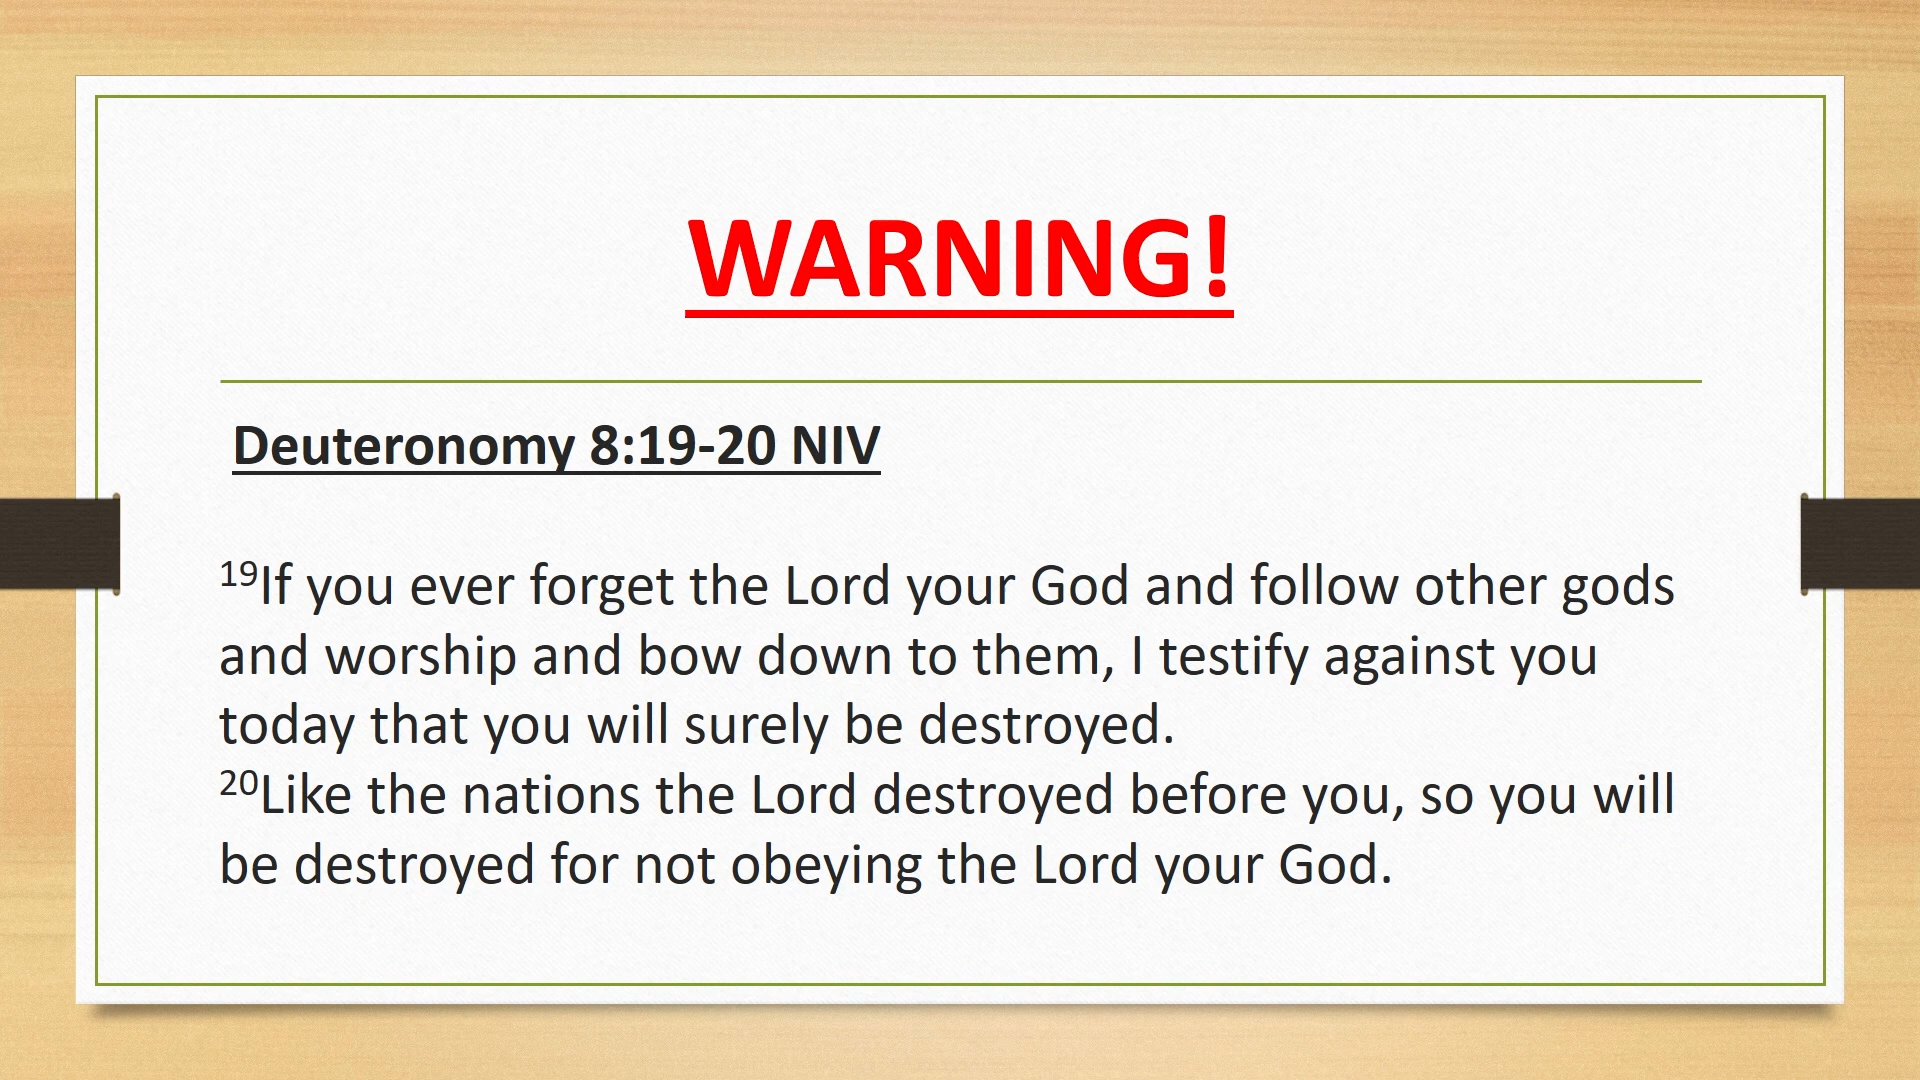 WARNING!
Deuteronomy 8:19-20 NIV
19If you ever forget the Lord your God and follow other gods
and worship and bow down to them, I testify against you
today that you will surely be destroyed.
20Like the nations the Lord destroyed before you, so you will
be destroyed for not obeying the Lord your God.